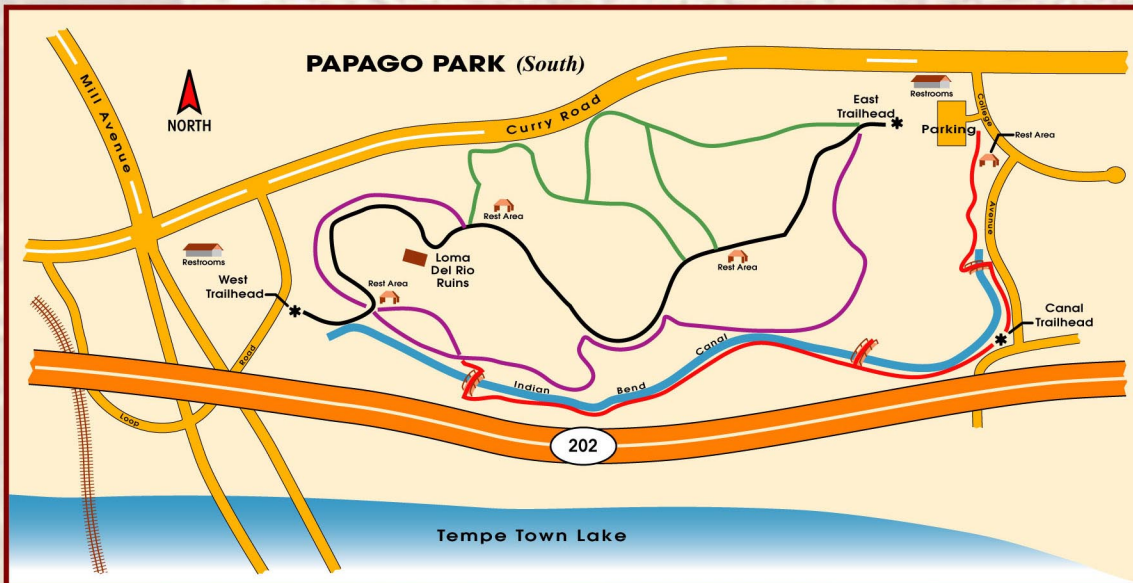 PAPAGO PARK (South)
Mill Avenue
NORTH
Curry Road
Restrooms
East
Trailhead
Parking
College
Avenue
Rest Area
Rest Area
Restrooms
Loma
Del Rio
Ruins
Rest Area
West
Trailhead
Rest Area
Canal
Trailhead
Indian Bend Canal
Loop Road
202
Tempe Town Lake